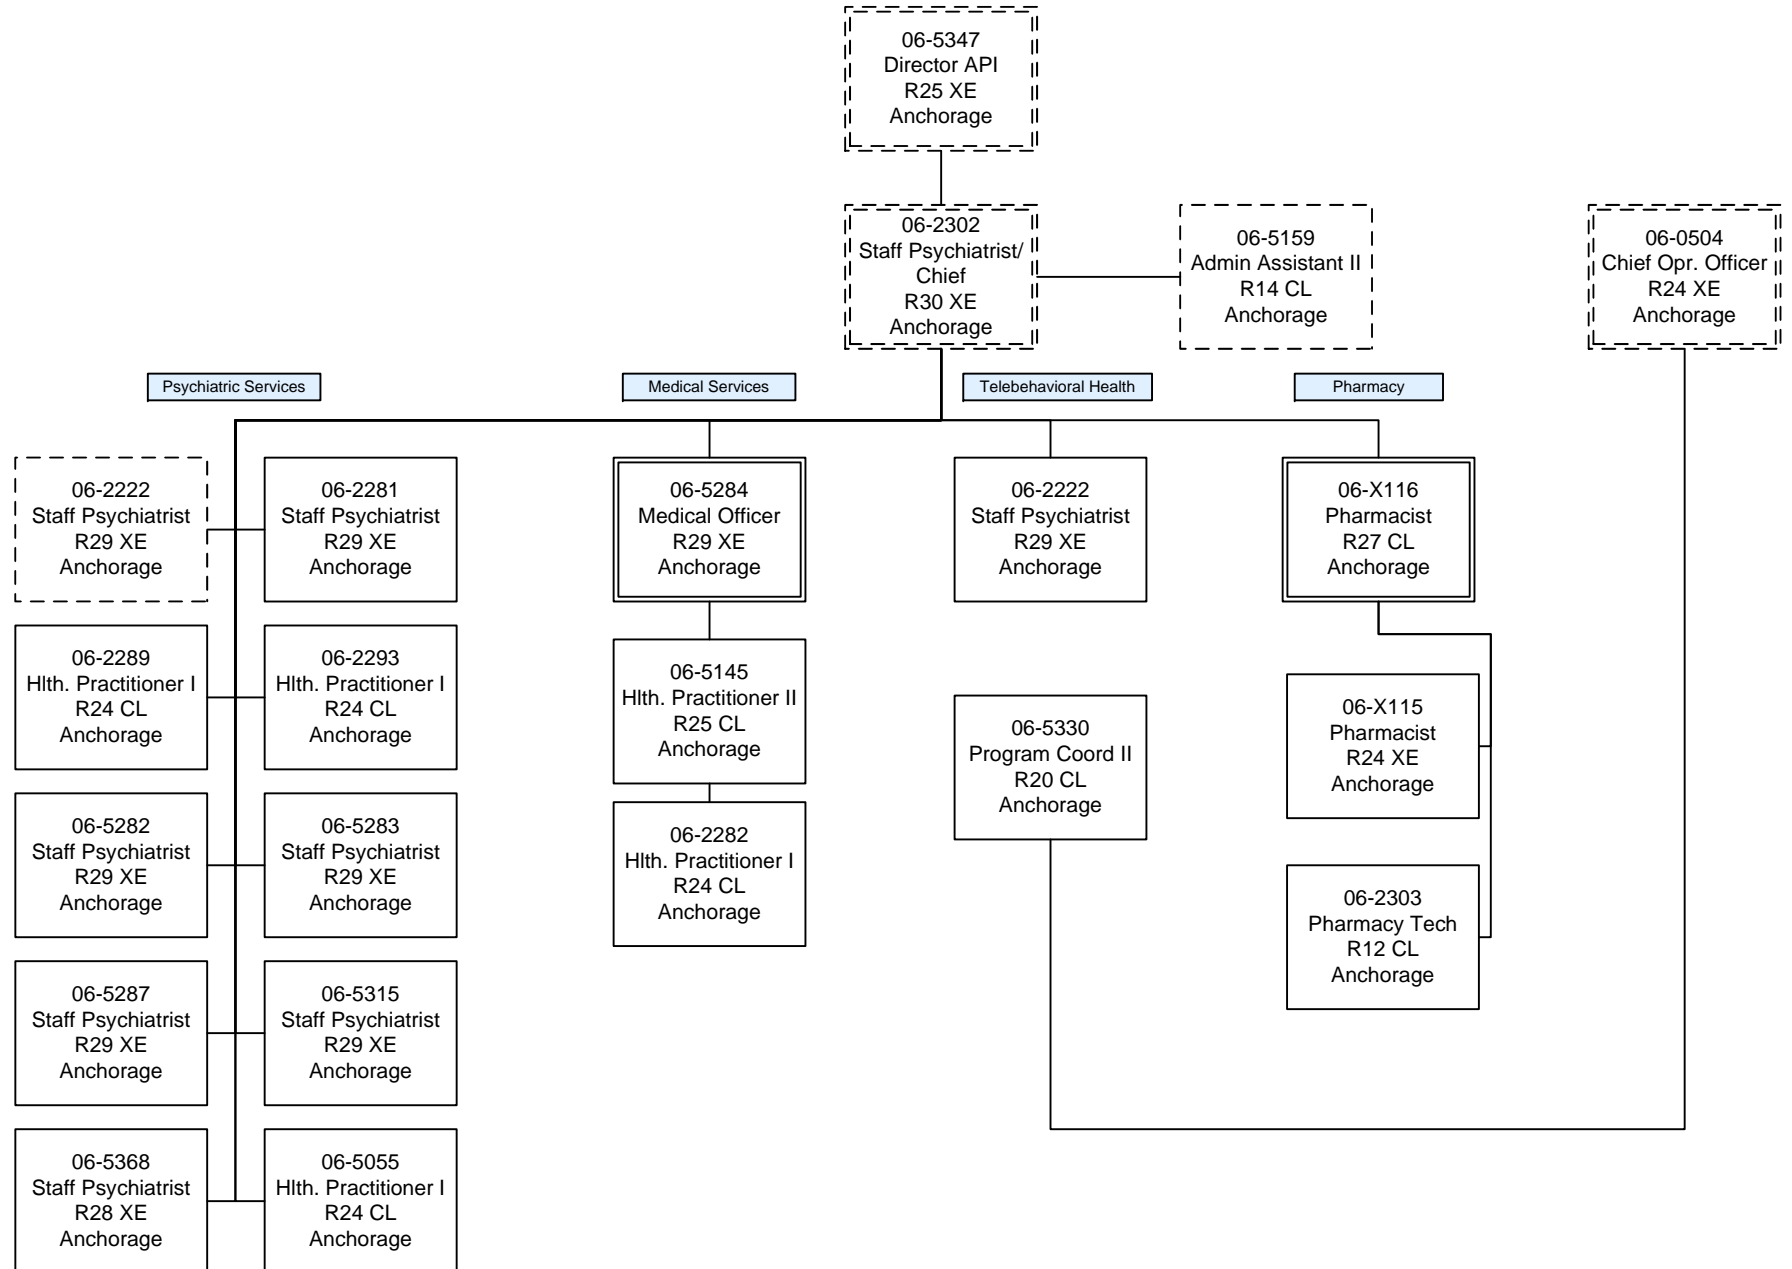 06-5347
Director API
R25 XE
Anchorage
06-2302
Staff Psychiatrist/
Chief
R30 XE
Anchorage
06-5159
Admin Assistant II
R14 CL
Anchorage
06-0504
Chief Opr. Officer
R24 XE
Anchorage
Psychiatric Services
Medical Services
Telebehavioral Health
Pharmacy
06-2222
Staff Psychiatrist
R29 XE
Anchorage
06-2281
Staff Psychiatrist
R29 XE
Anchorage
06-5284
Medical Officer
R29 XE
Anchorage
06-2222
Staff Psychiatrist
R29 XE
Anchorage
06-X116
Pharmacist
R27 CL
Anchorage
06-2289
Hlth. Practitioner I
R24 CL
Anchorage
06-2293
Hlth. Practitioner I
R24 CL
Anchorage
06-5145
Hlth. Practitioner II
R25 CL
Anchorage
06-5330
Program Coord II
R20 CL
Anchorage
06-X115
Pharmacist
R24 XE
Anchorage
06-5282
Staff Psychiatrist
R29 XE
Anchorage
06-5283
Staff Psychiatrist
R29 XE
Anchorage
06-2282
Hlth. Practitioner I
R24 CL
Anchorage
06-2303
Pharmacy Tech
R12 CL
Anchorage
06-5287
Staff Psychiatrist
R29 XE
Anchorage
06-5315
Staff Psychiatrist
R29 XE
Anchorage
06-5368
Staff Psychiatrist
R28 XE
Anchorage
06-5055
Hlth. Practitioner I
R24 CL
Anchorage